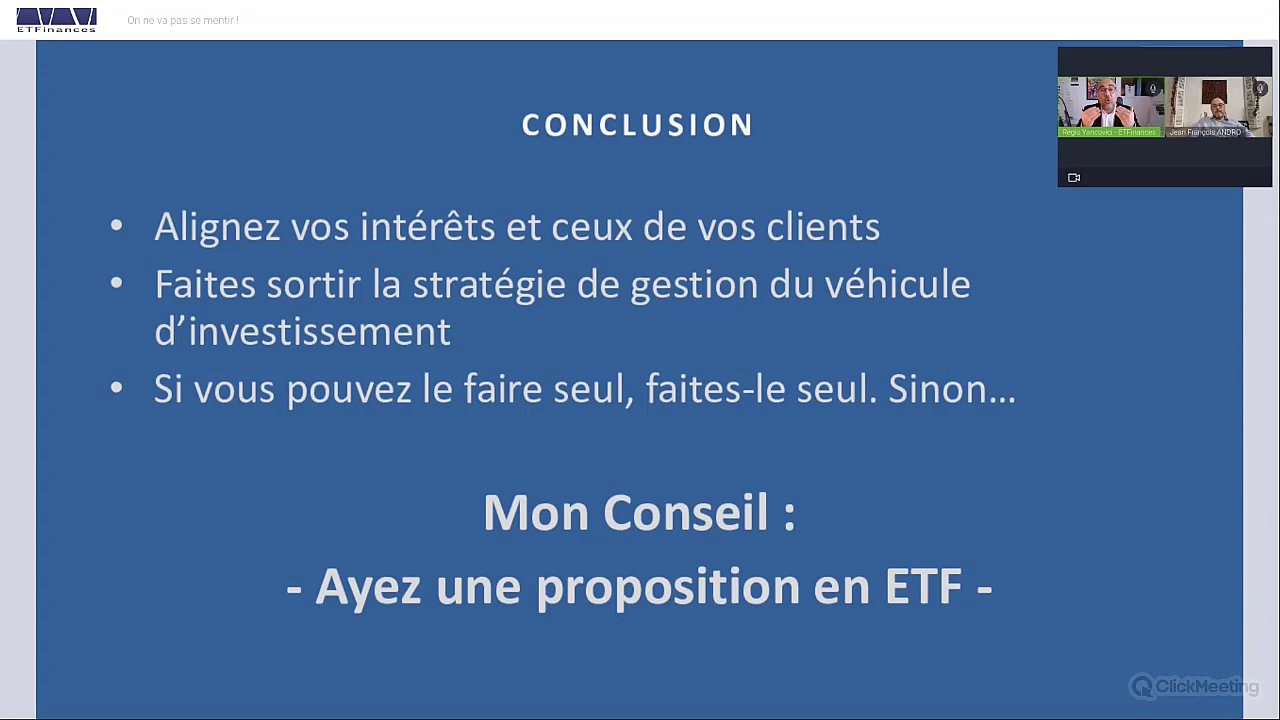 ETFinances
On ne va pas se mentir !
CONCLUSION
Régis Yancovici - ETFinances
Jean François ANDRO
• Alignez vos intérêts et ceux de vos clients
• Faites sortir la stratégie de gestion du véhicule
d’investissement
• Si vous pouvez le faire seul, faites-le seul. Sinon…
Mon Conseil :
- Ayez une proposition en ETF -
ClickMeeting